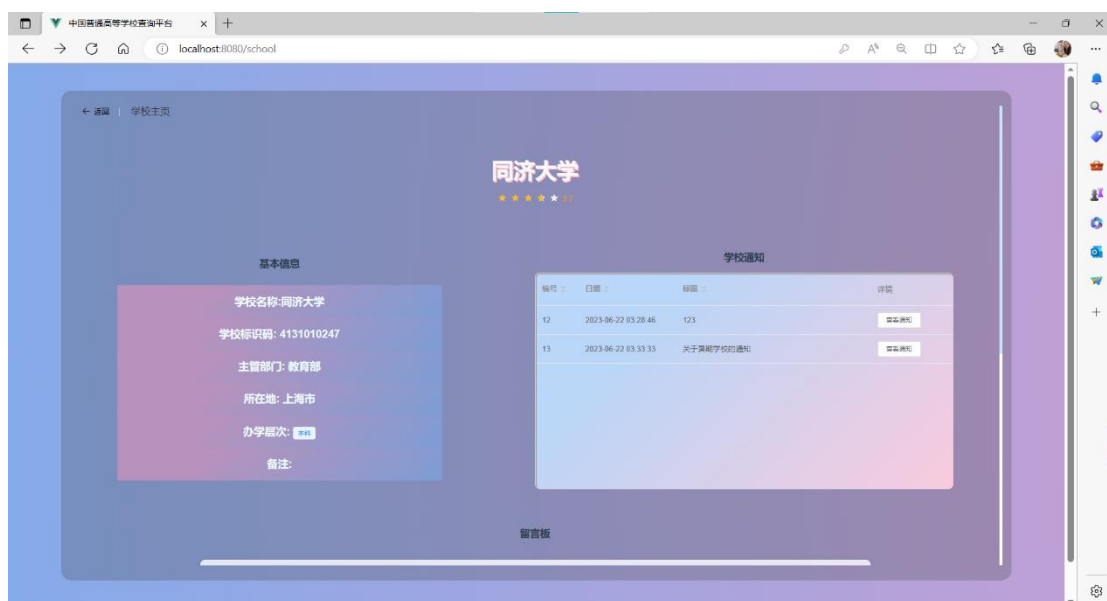 中国普通高等学校查询平台
localhost:8080/school
← 返回 | 学校主页
同济大学
基本信息
学校名称:同济大学
学校标识码: 4131010247
主管部门: 教育部
所在地: 上海市
办学层次: 本科
备注:
学校通知
编号 日期 标题 详情
12 2023-06-22 03:28:46 123 查看通知
13 2023-06-22 03:33:33 关于暑期学校的通知 查看通知
留言板